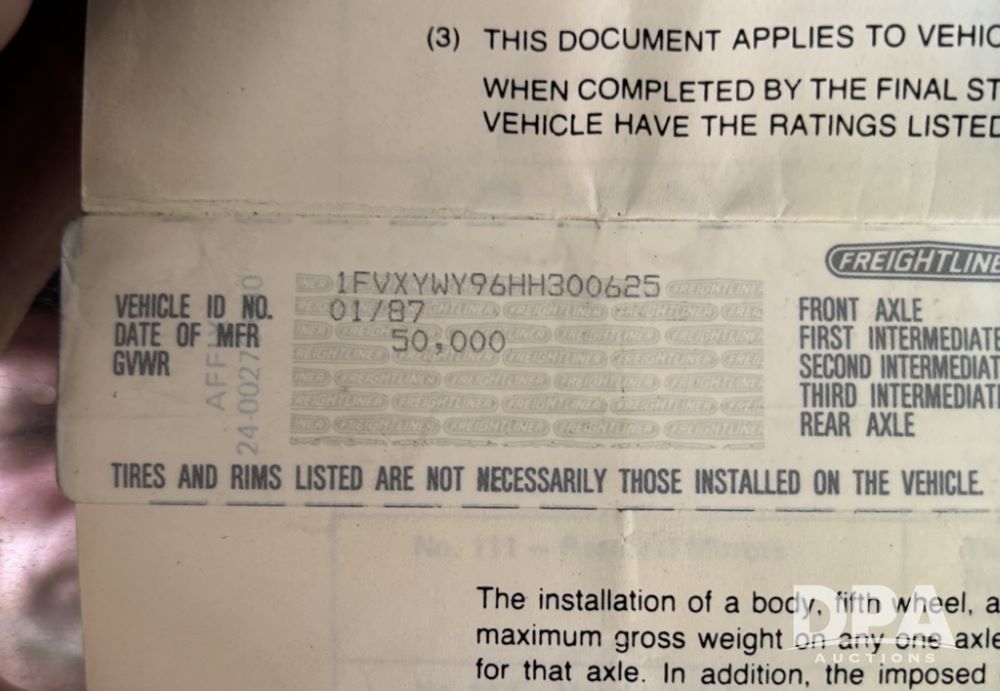 (3) THIS DOCUMENT APPLIES TO VEHIC
WHEN COMPLETED BY THE FINAL ST
VEHICLE HAVE THE RATINGS LISTED
FREIGHTLINE
VEHICLE ID NO. 1FVXYWY96HH300625
DATE OF MFR 01/87
GVWR 50,000
FRONT AXLE
FIRST INTERMEDIATE
SECOND INTERMEDIAT
THIRD INTERMEDIATE
REAR AXLE
TIRES AND RIMS LISTED ARE NOT NECESSARILY THOSE INSTALLED ON THE VEHICLE.
The installation of a body, fifth wheel, a
maximum gross weight on any one axle
for that axle. In addition, the imposed
DPA
AUCTIONS